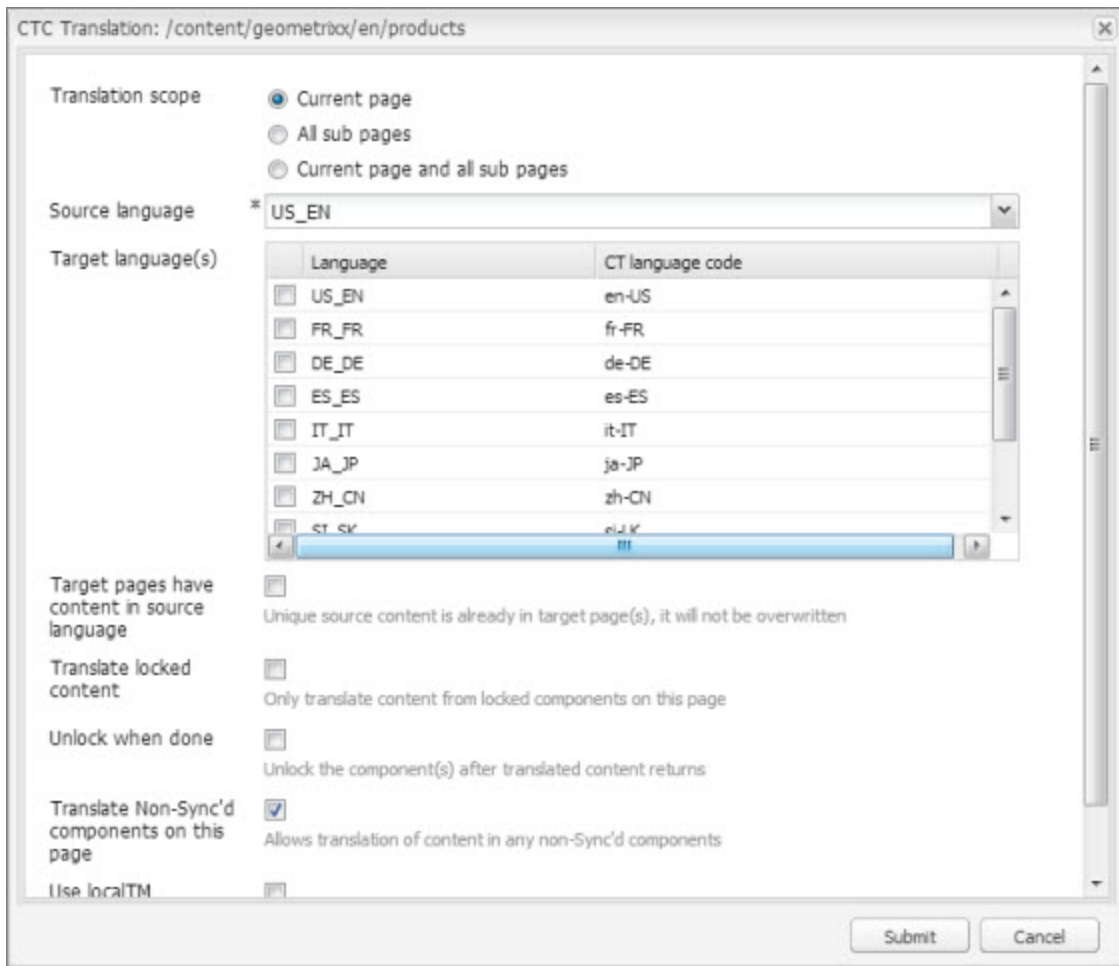 CTC Translation: /content/geometrixx/en/products
Translation scope
Current page
All sub pages
Current page and all sub pages
Source language * US_EN
Target language(s)
Language CT language code
US_EN en-US
FR_FR fr-FR
DE_DE de-DE
ES_ES es-ES
IT_IT it-IT
JA_JP ja-JP
ZH_CN zh-CN
SI_SK si-LK
Target pages have
content in source
language
Unique source content is already in target page(s), it will not be overwritten
Translate locked
content
Only translate content from locked components on this page
Unlock when done
Unlock the component(s) after translated content returns
Translate Non-Sync'd
components on this
page
Allows translation of content in any non-Sync'd components
Use localTM
Submit Cancel